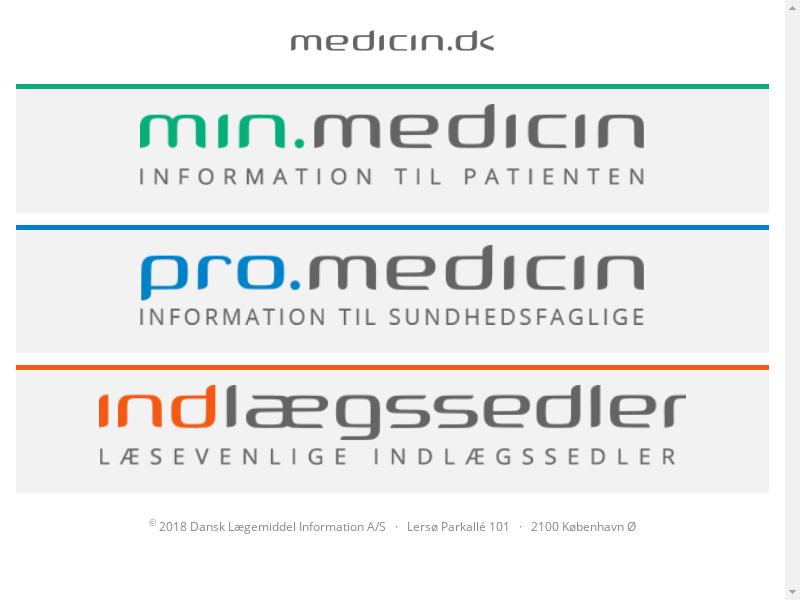 medicin.dk
min.medicin
INFORMATION TIL PATIENTEN
pro.medicin
INFORMATION TIL SUNDHEDSFAGLIGE
indlægssedler
LÆSEVENLIGE INDLÆGSSEDLER
© 2018 Dansk Lægemiddel Information A/S · Lersø Parkallé 101 · 2100 København Ø